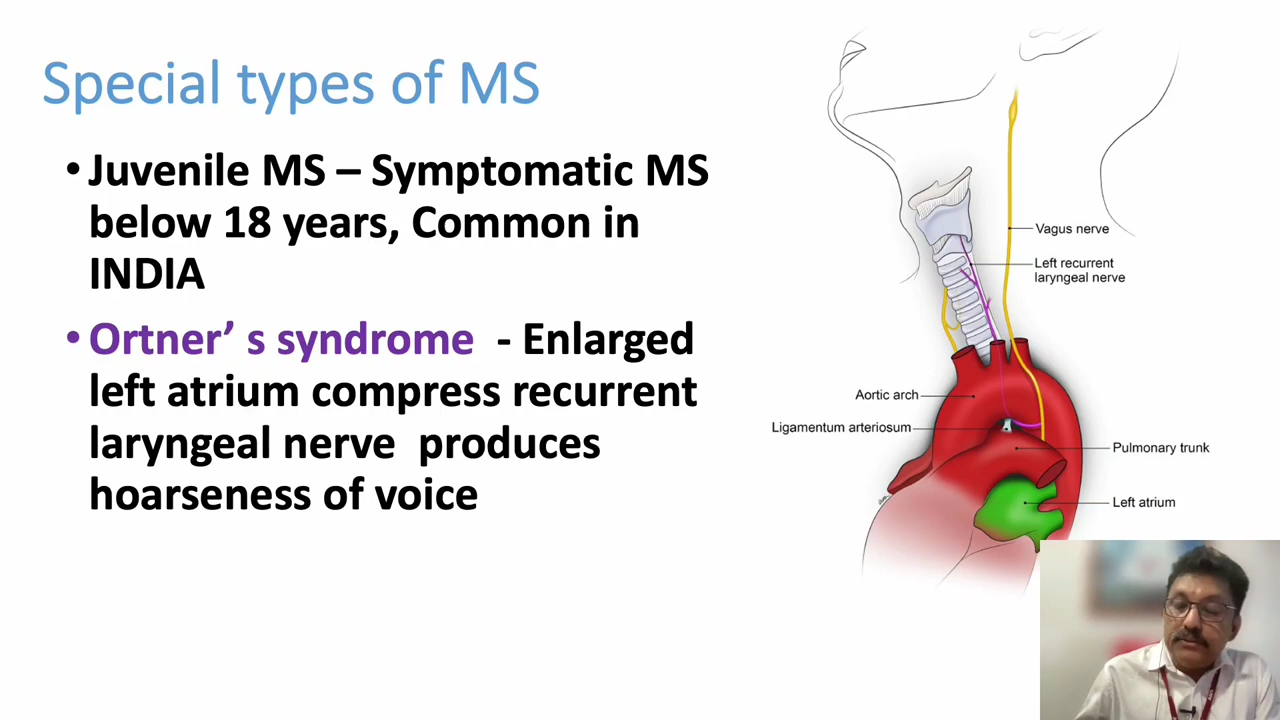 Special types of MS
• Juvenile MS – Symptomatic MS
below 18 years, Common in
INDIA
• Ortner’ s syndrome - Enlarged
left atrium compress recurrent
laryngeal nerve produces
hoarseness of voice
Vagus nerve
Left recurrent
laryngeal nerve
Aortic arch
Ligamentum arteriosum
Pulmonary trunk
Left atrium